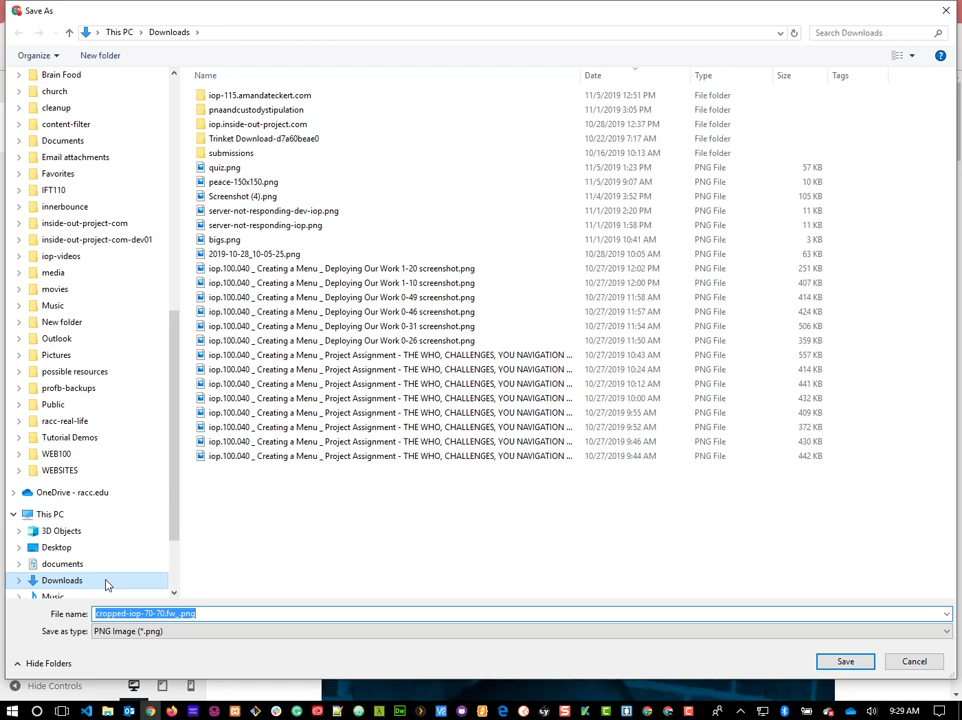 Save As
This PC > Downloads >
Search Downloads
Organize
New folder
Name
Date
Type
Size
Tags
Brain Food
church
cleanup
content-filter
Documents
Email attachments
Favorites
IFT110
innerbounce
inside-out-project-com
inside-out-project-com-dev01
iop-videos
media
movies
Music
New folder
Outlook
Pictures
possible resources
profb-backups
Public
racc-real-life
Tutorial Demos
WEB100
WEBSITES
OneDrive - racc.edu
This PC
3D Objects
Desktop
documents
Downloads
Music
iop-115.amandateckert.com 11/5/2019 12:51 PM File folder
pnaandcustodystipulation 11/1/2019 3:05 PM File folder
iop.inside-out-project.com 10/28/2019 12:37 PM File folder
Trinket Download-d7a60beae0 10/22/2019 7:17 AM File folder
submissions 10/16/2019 10:13 AM File folder
quiz.png 11/5/2019 1:23 PM PNG File 57 KB
peace-150x150.png 11/5/2019 9:07 AM PNG File 10 KB
Screenshot (4).png 11/4/2019 3:52 PM PNG File 105 KB
server-not-responding-dev-iop.png 11/1/2019 2:20 PM PNG File 11 KB
server-not-responding-iop.png 11/1/2019 1:58 PM PNG File 11 KB
bigs.png 11/1/2019 10:41 AM PNG File 3 KB
2019-10-28_10-05-25.png 10/28/2019 10:05 AM PNG File 63 KB
iop.100.040 _ Creating a Menu _ Deploying Our Work 1-20 screenshot.png 10/27/2019 12:02 PM PNG File 251 KB
iop.100.040 _ Creating a Menu _ Deploying Our Work 1-10 screenshot.png 10/27/2019 12:00 PM PNG File 407 KB
iop.100.040 _ Creating a Menu _ Deploying Our Work 0-49 screenshot.png 10/27/2019 11:58 AM PNG File 414 KB
iop.100.040 _ Creating a Menu _ Deploying Our Work 0-46 screenshot.png 10/27/2019 11:57 AM PNG File 424 KB
iop.100.040 _ Creating a Menu _ Deploying Our Work 0-31 screenshot.png 10/27/2019 11:54 AM PNG File 506 KB
iop.100.040 _ Creating a Menu _ Deploying Our Work 0-26 screenshot.png 10/27/2019 11:50 AM PNG File 359 KB
iop.100.040 _ Creating a Menu _ Project Assignment - THE WHO, CHALLENGES, YOU NAVIGATION ... 10/27/2019 10:43 AM PNG File 557 KB
iop.100.040 _ Creating a Menu _ Project Assignment - THE WHO, CHALLENGES, YOU NAVIGATION ... 10/27/2019 10:24 AM PNG File 414 KB
iop.100.040 _ Creating a Menu _ Project Assignment - THE WHO, CHALLENGES, YOU NAVIGATION ... 10/27/2019 10:12 AM PNG File 441 KB
iop.100.040 _ Creating a Menu _ Project Assignment - THE WHO, CHALLENGES, YOU NAVIGATION ... 10/27/2019 10:00 AM PNG File 432 KB
iop.100.040 _ Creating a Menu _ Project Assignment - THE WHO, CHALLENGES, YOU NAVIGATION ... 10/27/2019 9:55 AM PNG File 409 KB
iop.100.040 _ Creating a Menu _ Project Assignment - THE WHO, CHALLENGES, YOU NAVIGATION ... 10/27/2019 9:52 AM PNG File 372 KB
iop.100.040 _ Creating a Menu _ Project Assignment - THE WHO, CHALLENGES, YOU NAVIGATION ... 10/27/2019 9:46 AM PNG File 430 KB
iop.100.040 _ Creating a Menu _ Project Assignment - THE WHO, CHALLENGES, YOU NAVIGATION ... 10/27/2019 9:44 AM PNG File 442 KB
File name: cropped-iop-70-70.fw_.png
Save as type: PNG Image (*.png)
Hide Folders
Save
Cancel
Hide Controls
9:29 AM